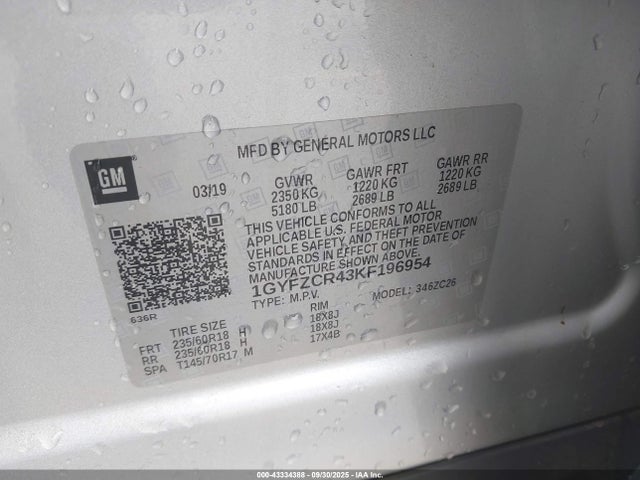 MFD BY GENERAL MOTORS LLC
GM
03/19
GVWR GAWR FRT GAWR RR
2350 KG 1220 KG 1220 KG
5180 LB 2689 LB 2689 LB
THIS VEHICLE CONFORMS TO ALL
APPLICABLE U.S. FEDERAL MOTOR
VEHICLE SAFETY AND THEFT PREVENTION
STANDARDS IN EFFECT ON THE DATE OF
MANUFACTURE SHOWN ABOVE.
1GYFZCR43KF196954
TYPE: M.P.V. MODEL: 346ZC26
636R
TIRE SIZE RIM
FRT 235/60R18 H 18X8J
RR 235/60R18 H 18X8J
SPA T145/70R17 M 17X4B
000-43334388 - 09/30/2025 - IAAI.com